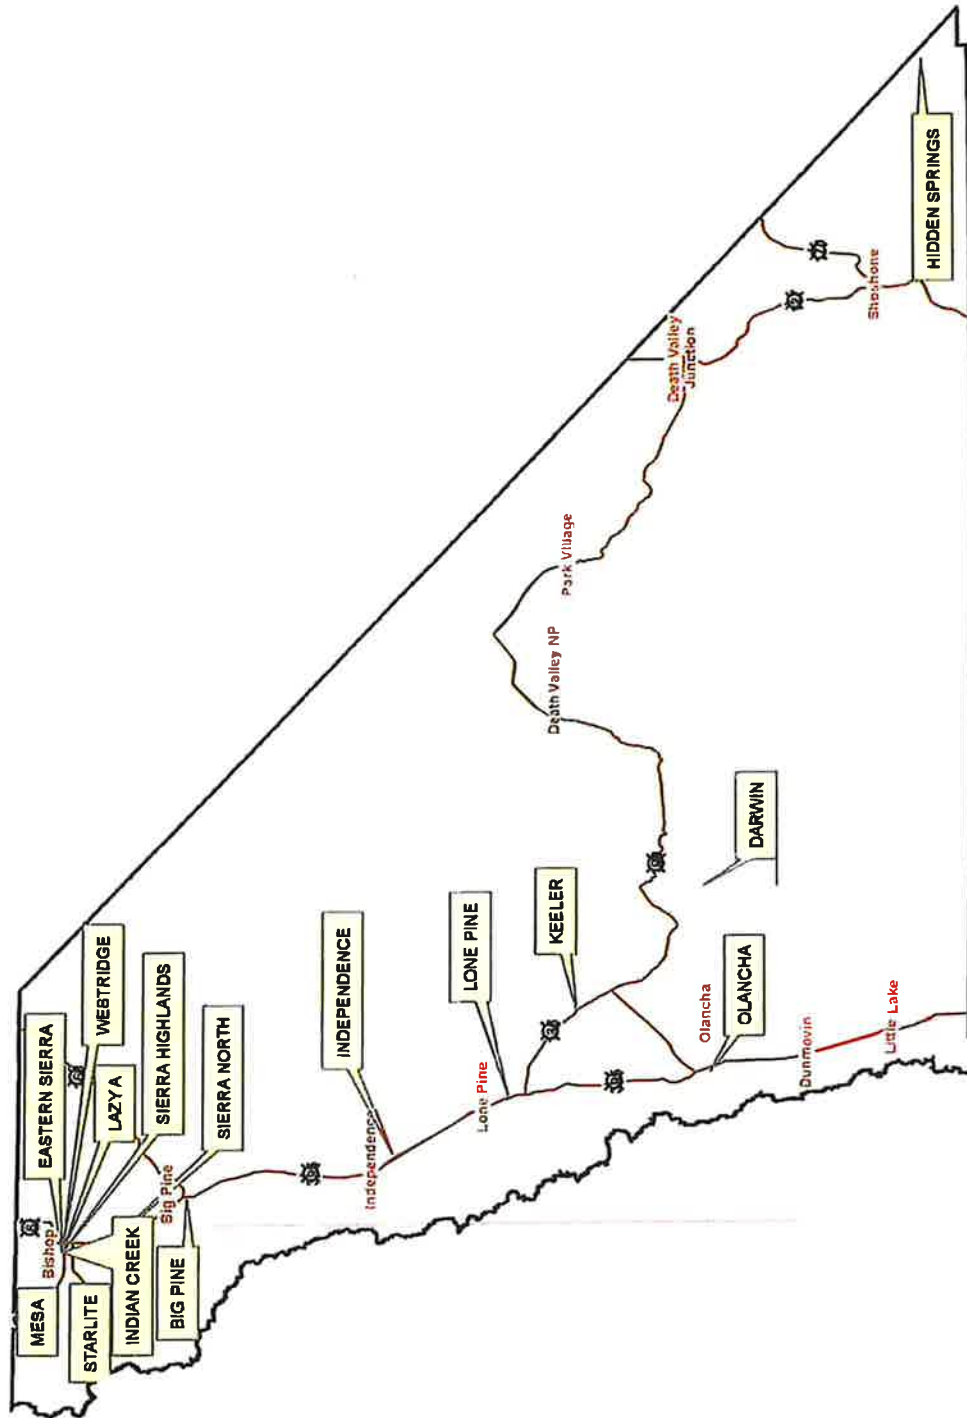 MESA
STARLITE
INDIAN CREEK
BIG PINE
EASTERN SIERRA
WESTRIDGE
LAZY A
SIERRA HIGHLANDS
SIERRA NORTH
INDEPENDENCE
LONE PINE
KEELER
DARWIN
OLANCHA
HIDDEN SPRINGS
Bishop
Big Pine
Independence
Lone Pine
Olancha
Dunmovin
Little Lake
Death Valley NP
Park Village
Death Valley
Junction
Shoshone